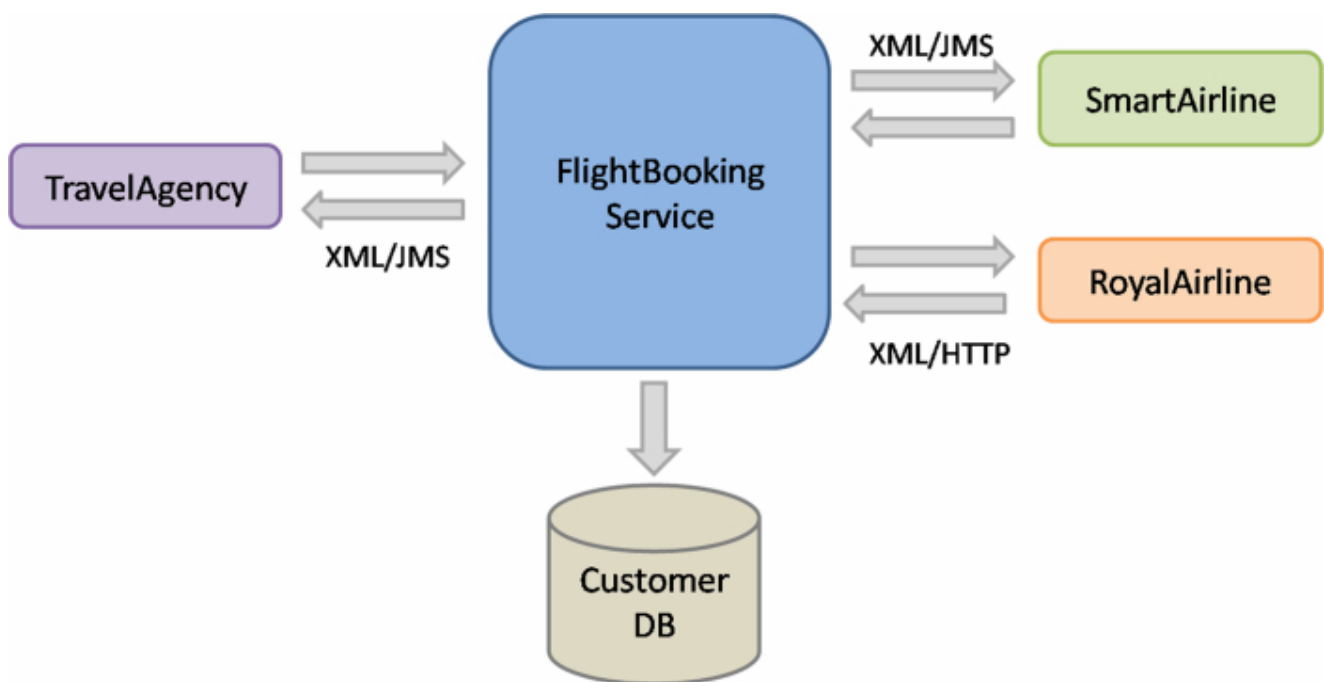 XML/JMS
SmartAirline
TravelAgency
XML/JMS
FlightBooking
Service
RoyalAirline
XML/HTTP
Customer
DB